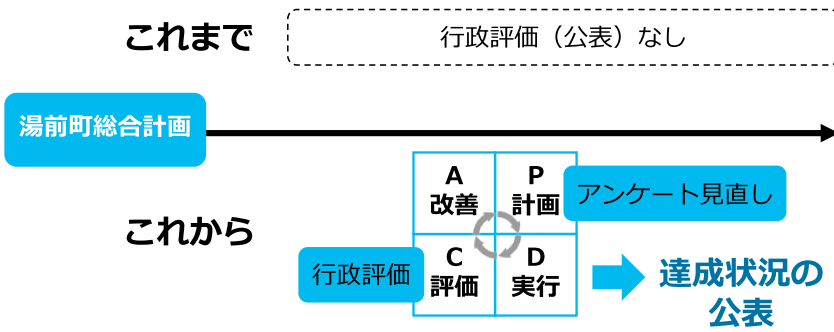 これまで
行政評価（公表）なし
湯前町総合計画
これから
A
改善
P
計画
アンケート見直し
行政評価
C
評価
D
実行
達成状況の
公表